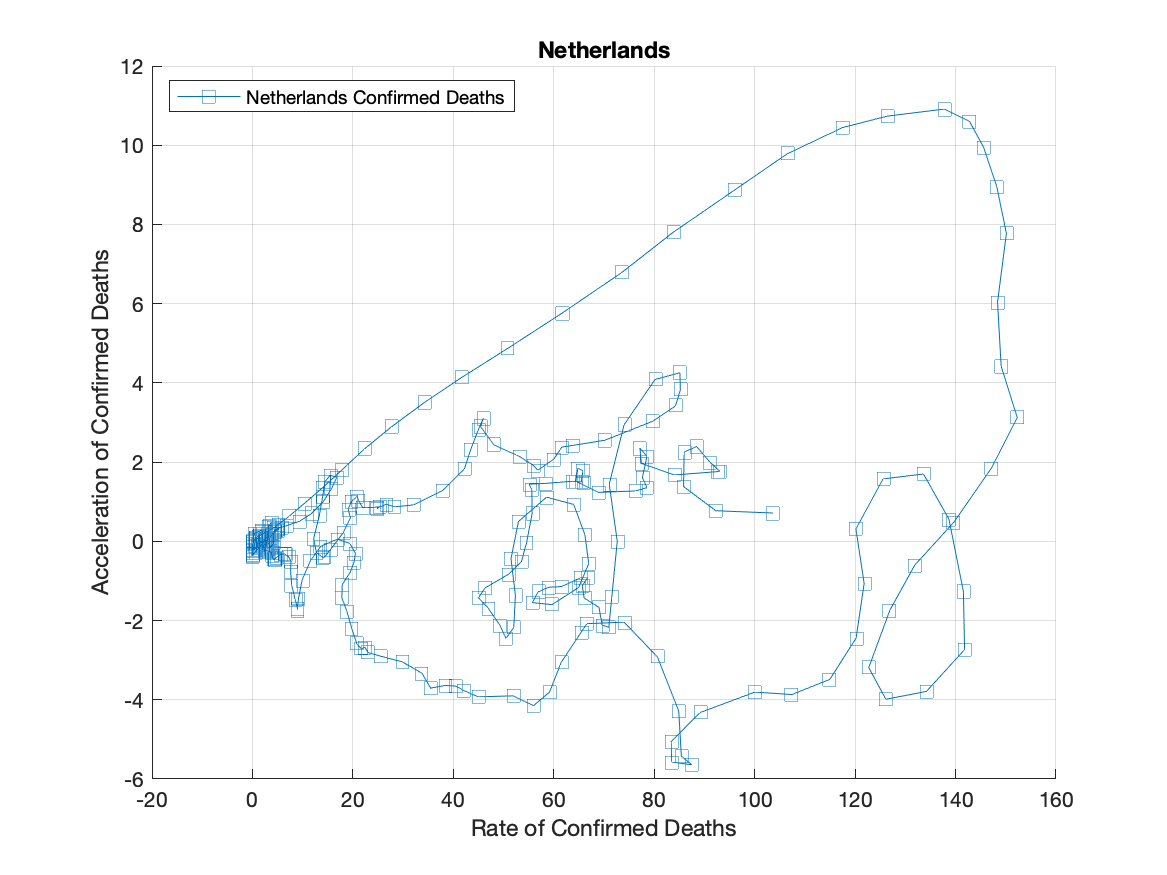 Netherlands
Netherlands Confirmed Deaths
12
10
8
6
4
2
0
-2
-4
-6
Acceleration of Confirmed Deaths
-20 0 20 40 60 80 100 120 140 160
Rate of Confirmed Deaths